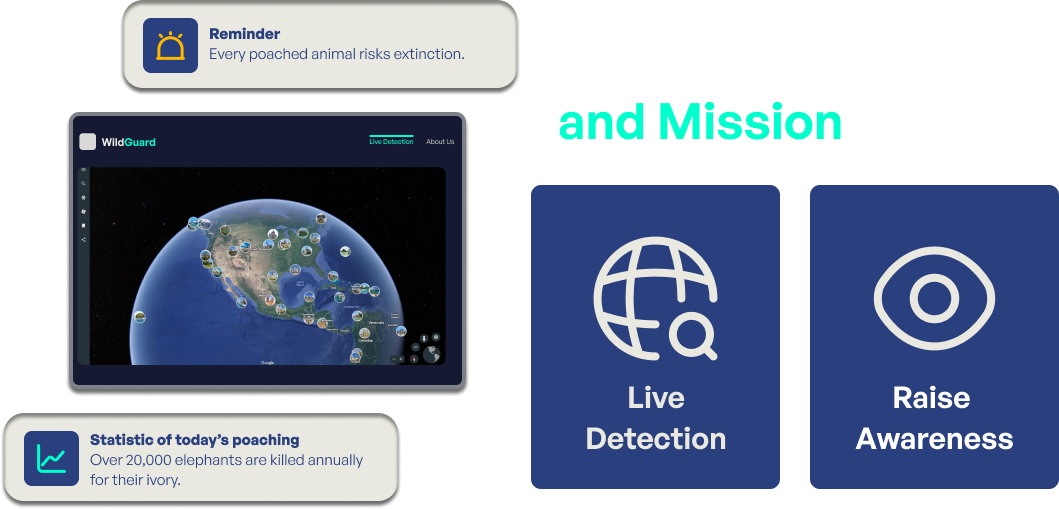 Reminder
Every poached animal risks extinction.
WildGuard
Live Detection
About Us
Google
Statistic of today’s poaching
Over 20,000 elephants are killed annually
for their ivory.
and Mission
Live
Detection
Raise
Awareness